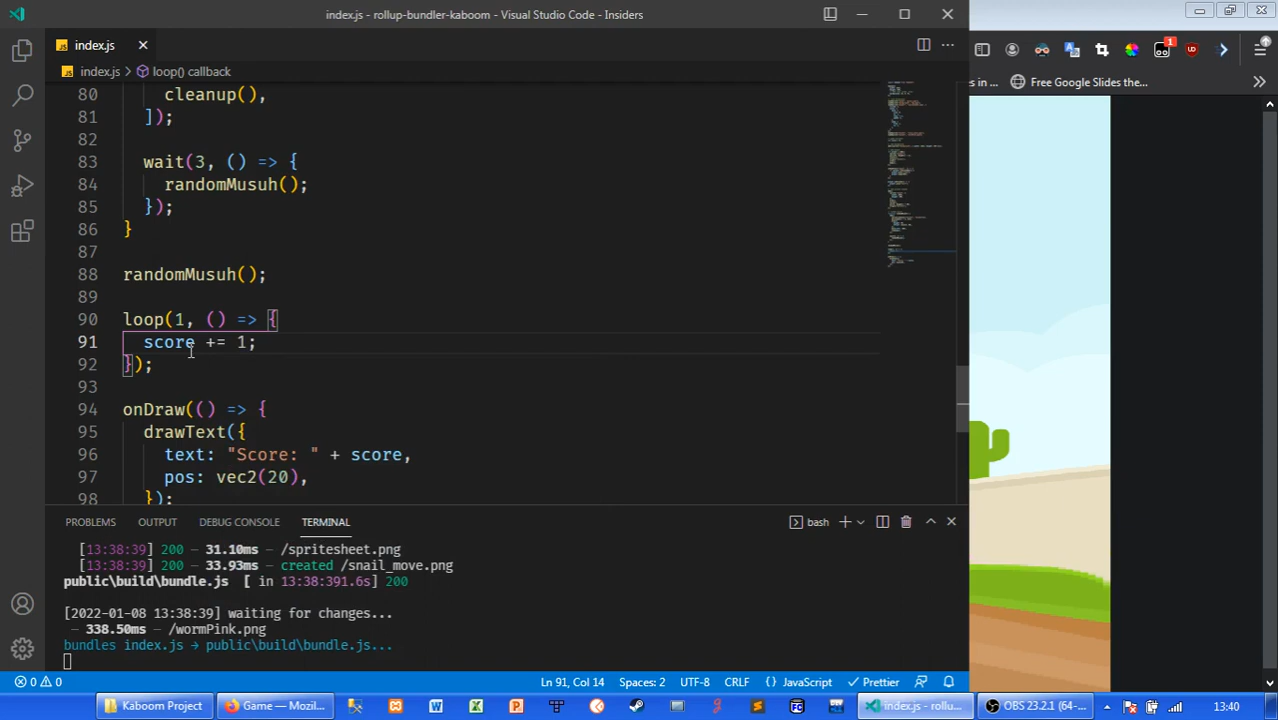 index.js - rollup-bundler-kaboom - Visual Studio Code - Insiders
index.js
index.js > loop() callback
80 cleanup(),
81 ]);
82
83 wait(3, () => {
84 randomMusuh();
85 });
86 }
87
88 randomMusuh();
89
90 loop(1, () => {
91 score += 1;
92 });
93
94 onDraw(() => {
95 drawText({
96 text: "Score: " + score,
97 pos: vec2(20),
98 });
PROBLEMS OUTPUT DEBUG CONSOLE TERMINAL
bash
[13:38:39] 200 — 31.10ms — /spritesheet.png
[13:38:39] 200 — 33.93ms — created /snail_move.png
public\build\bundle.js [ in 13:38:391.6s] 200
[2022-01-08 13:38:39] waiting for changes...
— 338.50ms — /wormPink.png
bundles index.js → public\build\bundle.js...
0 0 Ln 91, Col 14 Spaces: 2 UTF-8 CRLF {} JavaScript Prettier
1
es in ... Free Google Slides the...
Kaboom Project
Game — Mozil...
index.js - rollu...
OBS 23.2.1 (64-...
13:40